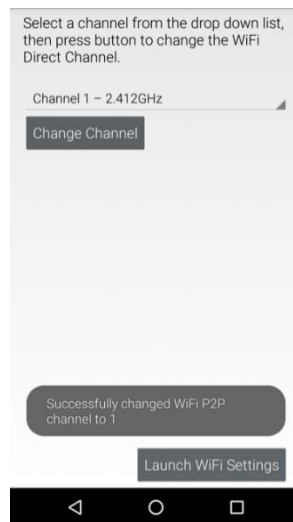 Select a channel from the drop down list,
then press button to change the WiFi
Direct Channel.
Channel 1 – 2.412GHz
Change Channel
Successfully changed WiFi P2P
channel to 1
Launch WiFi Settings